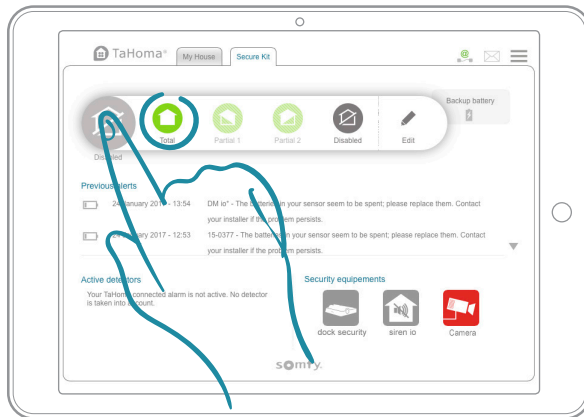 TaHoma®
My House
Secure Kit
@
Backup battery
Total
Partial 1
Partial 2
Disabled
Edit
Disabled
Previous alerts
24 January 2017 - 13:54
DM io* - The batteries in your sensor seem to be spent; please replace them. Contact
your installer if the problem persists.
24 January 2017 - 12:53
15-0377 - The batteries in your sensor seem to be spent; please replace them. Contact
your installer if the problem persists.
Active detectors
Your TaHoma connected alarm is not active. No detector
is taken into account.
Security equipements
dock security
siren io
Camera
somfy.